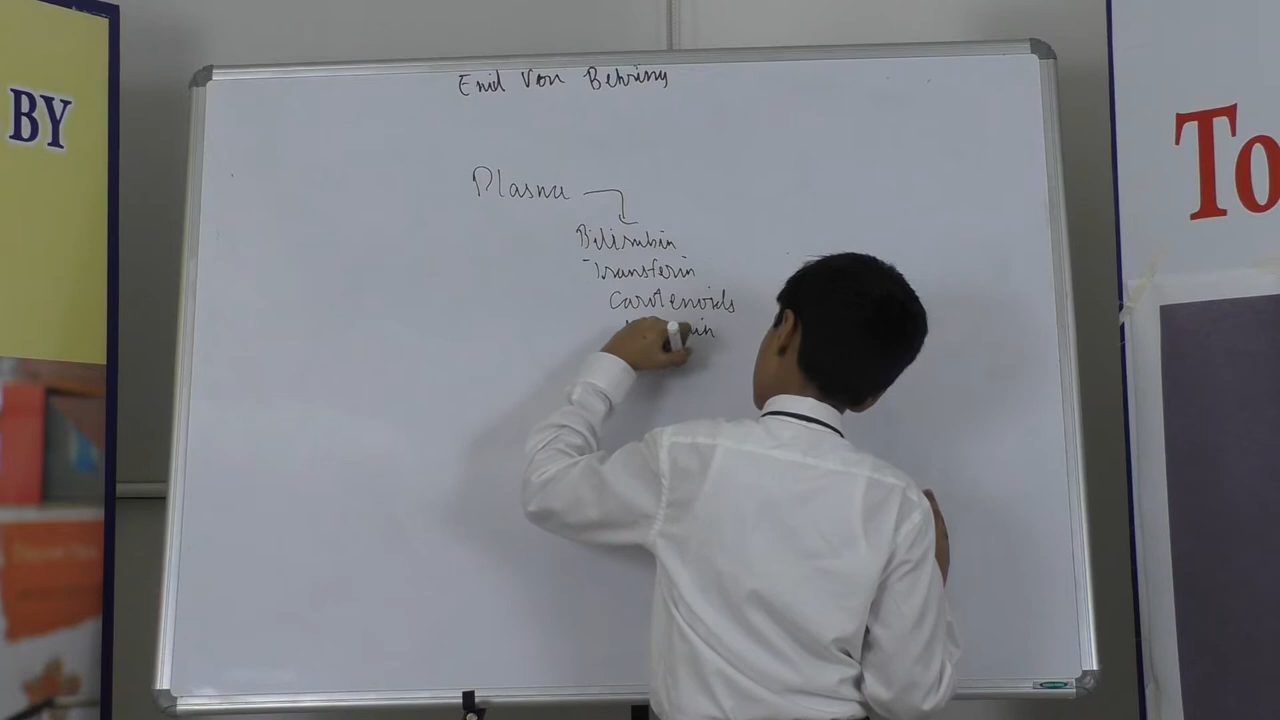 BY
Emil Von Behring
To
Plasma
Bilirubin
Transferin
Carotenoids